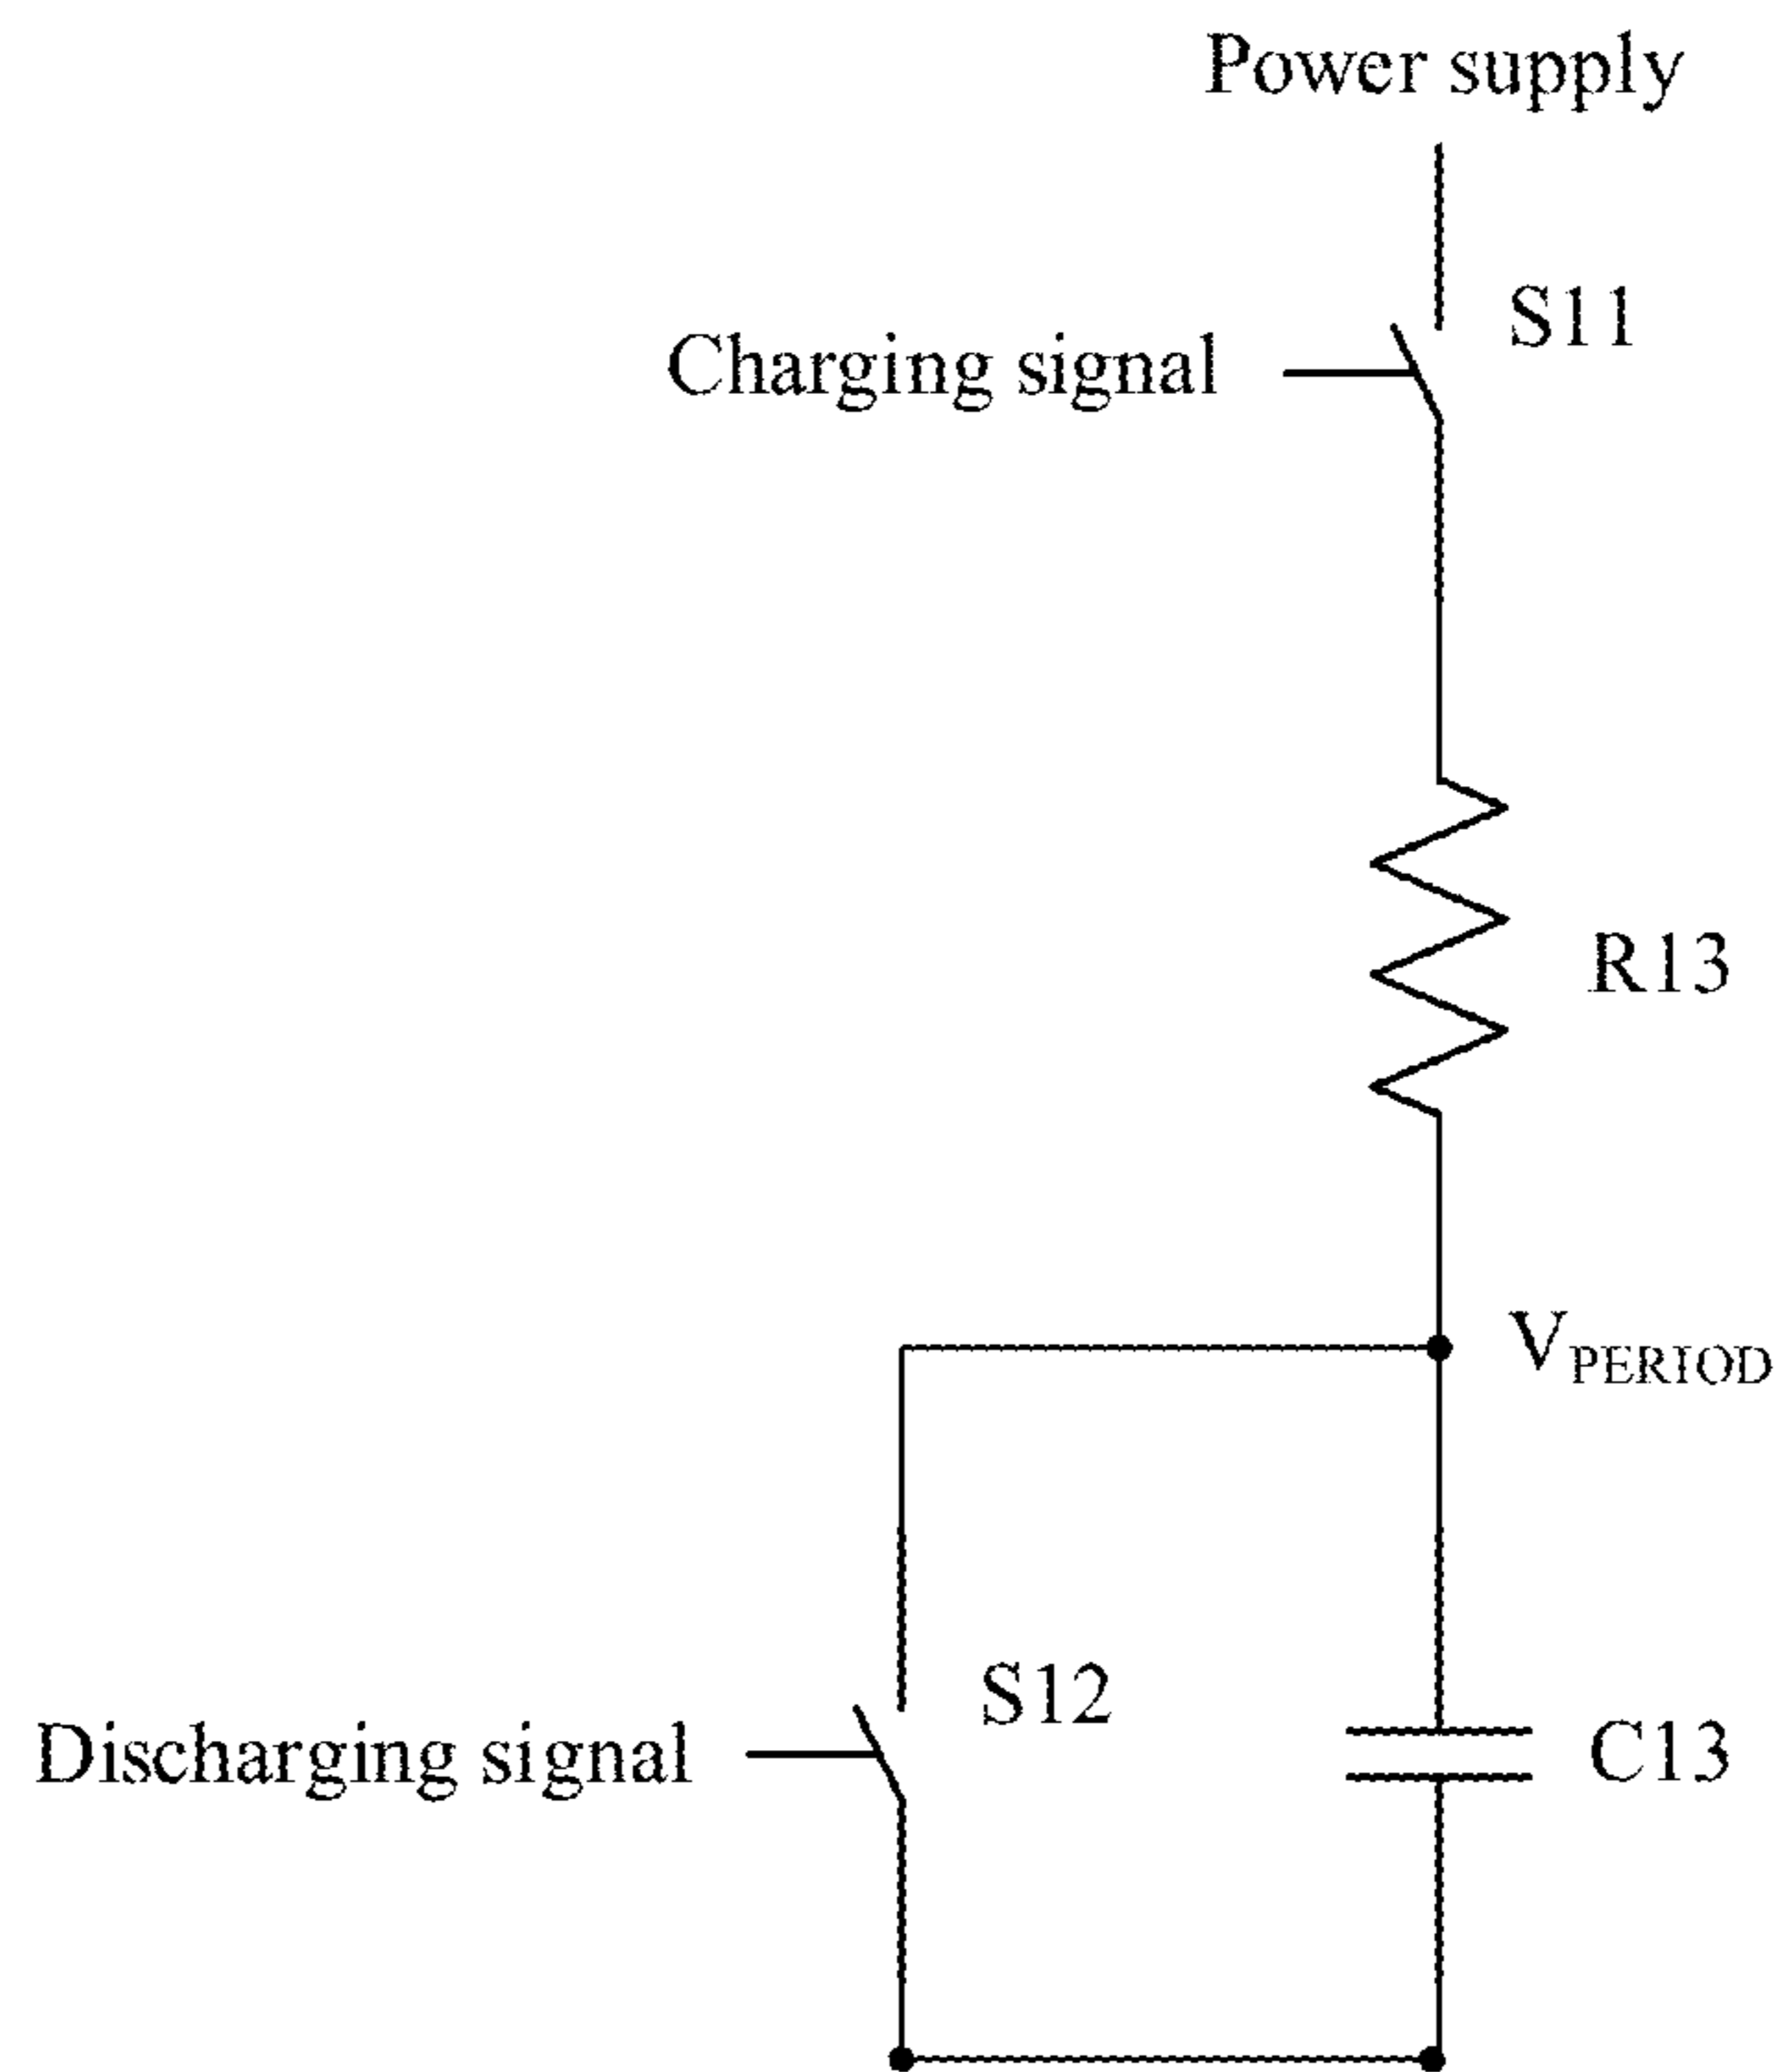 Power supply
S11
Charging signal
R13
VPERIOD
S12
Discharging signal
C13